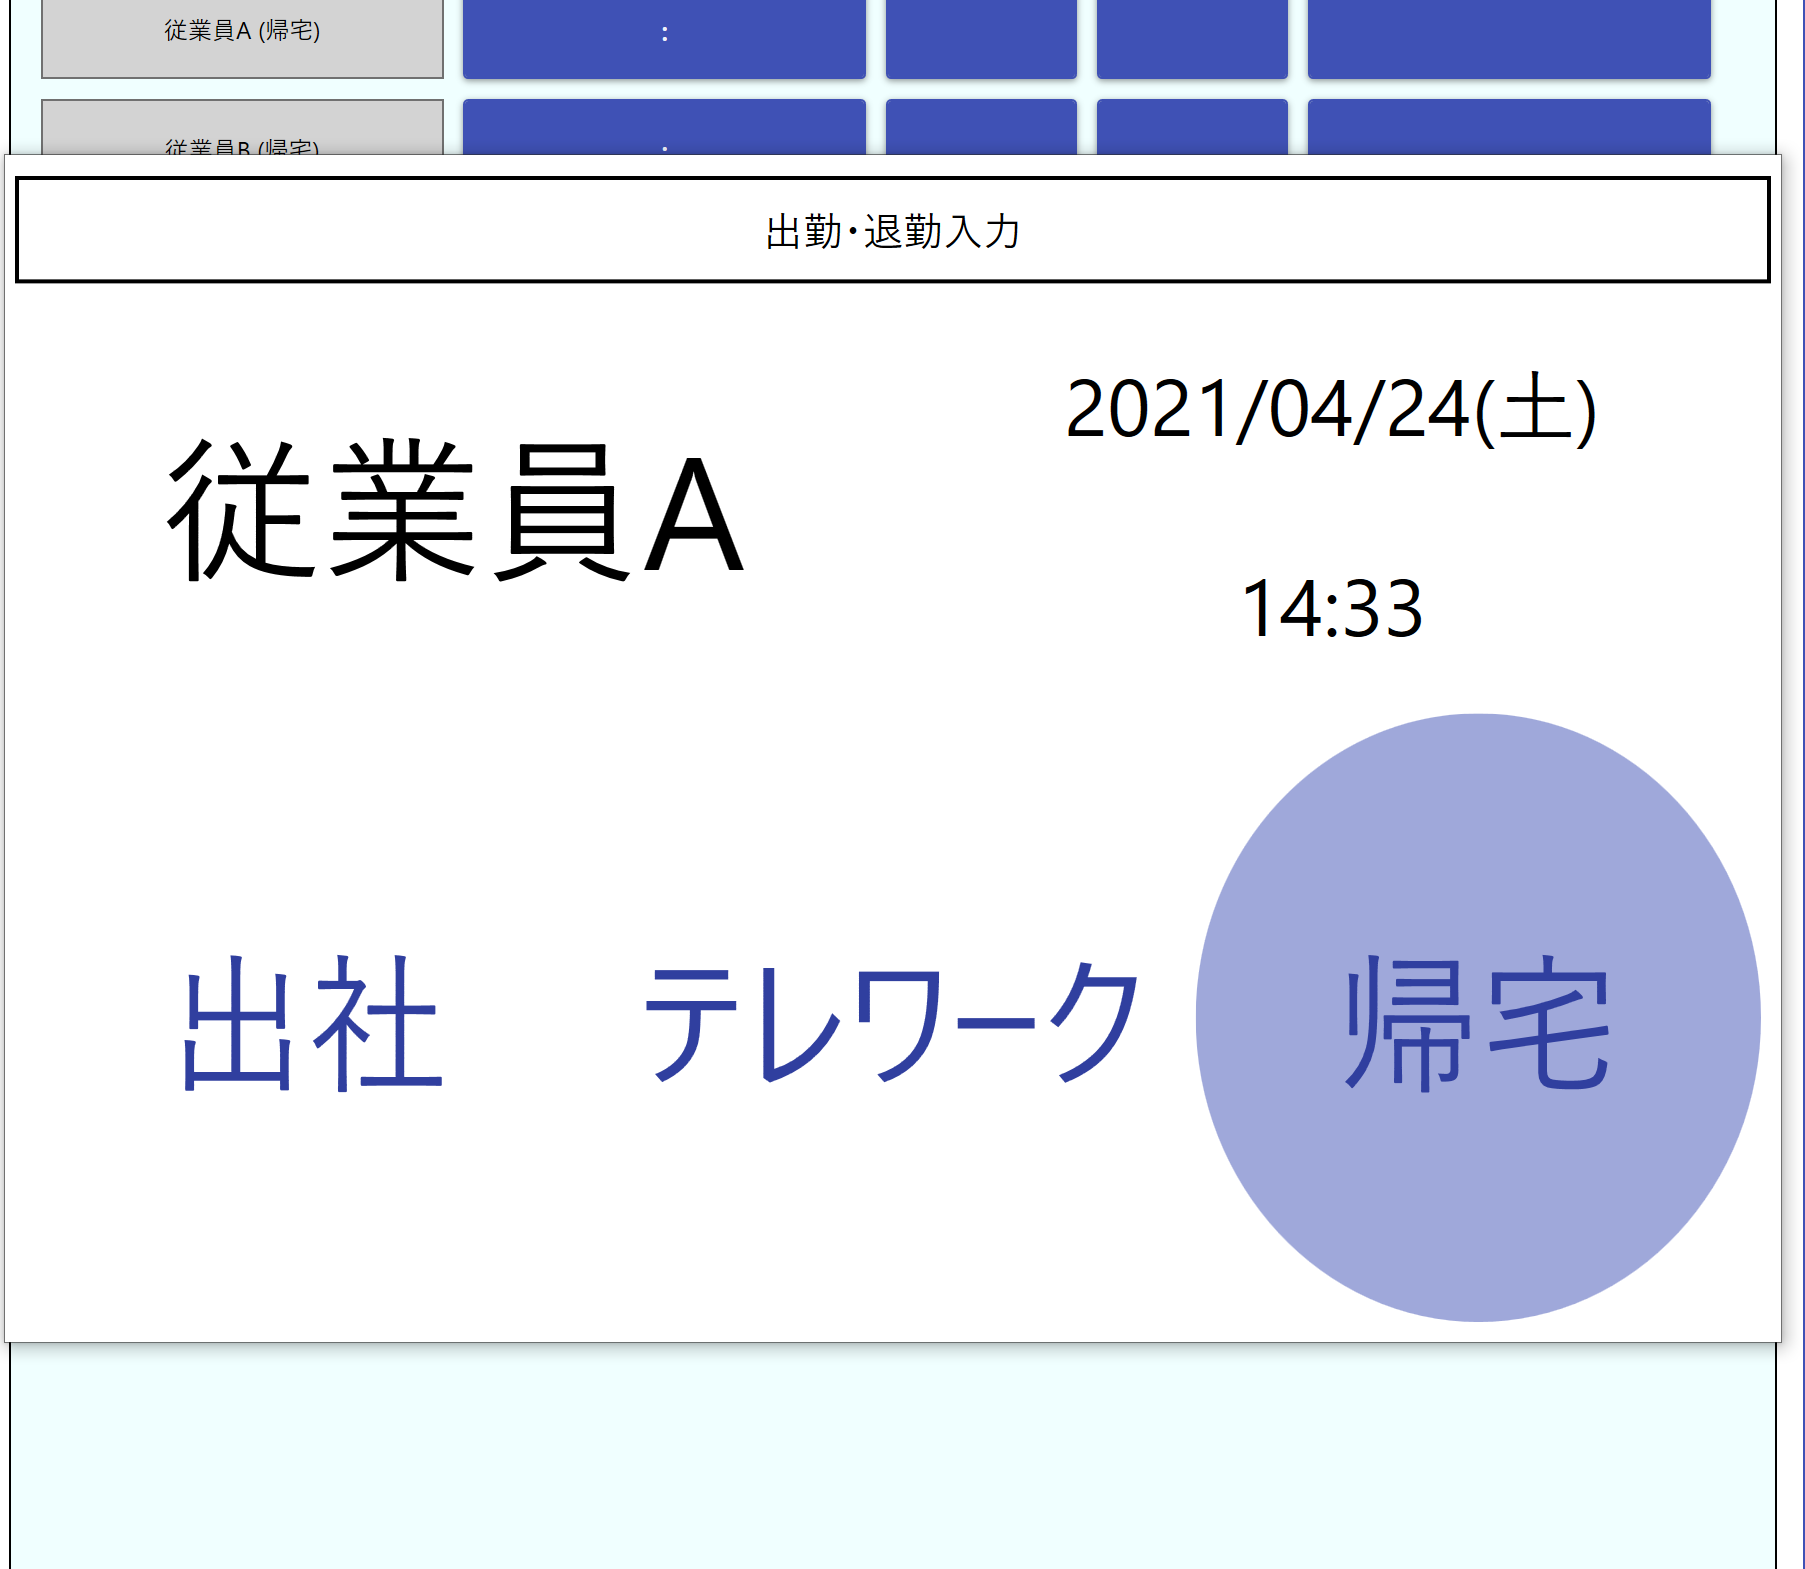 従業員A (帰宅)
:
従業員B (帰宅)
:
出勤・退勤入力
従業員A
2021/04/24(土)
14:33
出社
テレワーク
帰宅